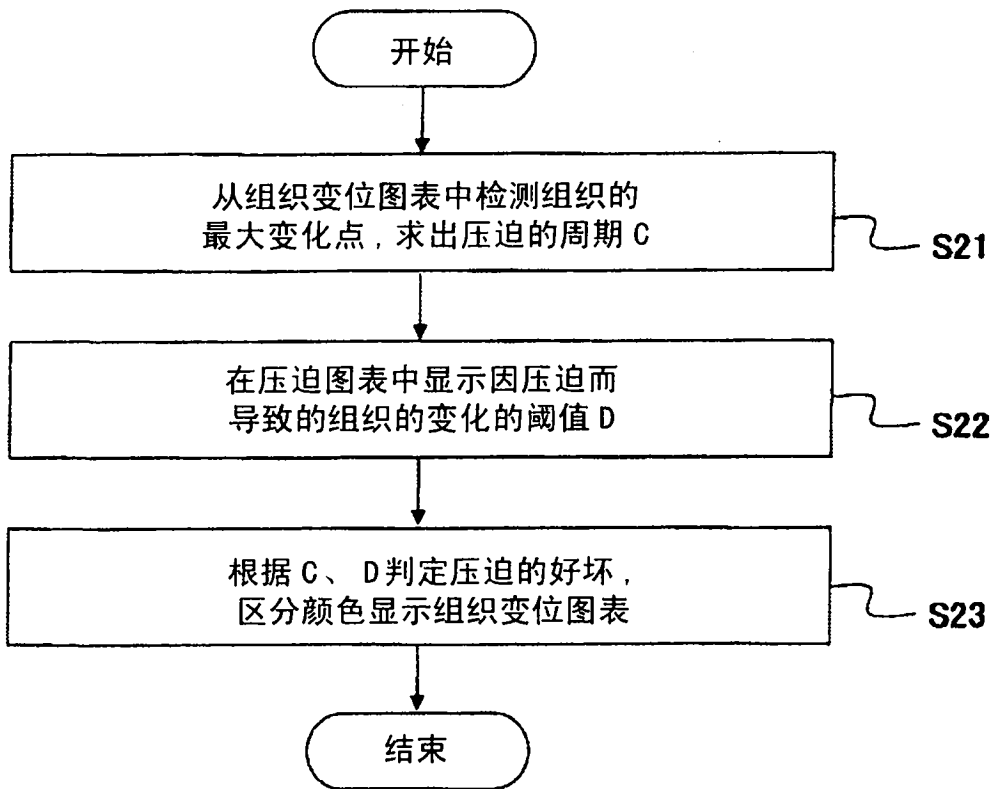 开始
从组织变位图表中检测组织的
最大变化点,求出压迫的周期 C
S21
在压迫图表中显示因压迫而
导致的组织的变化的阈值 D
S22
根据 C、D 判定压迫的好坏,
区分颜色显示组织变位图表
S23
结束